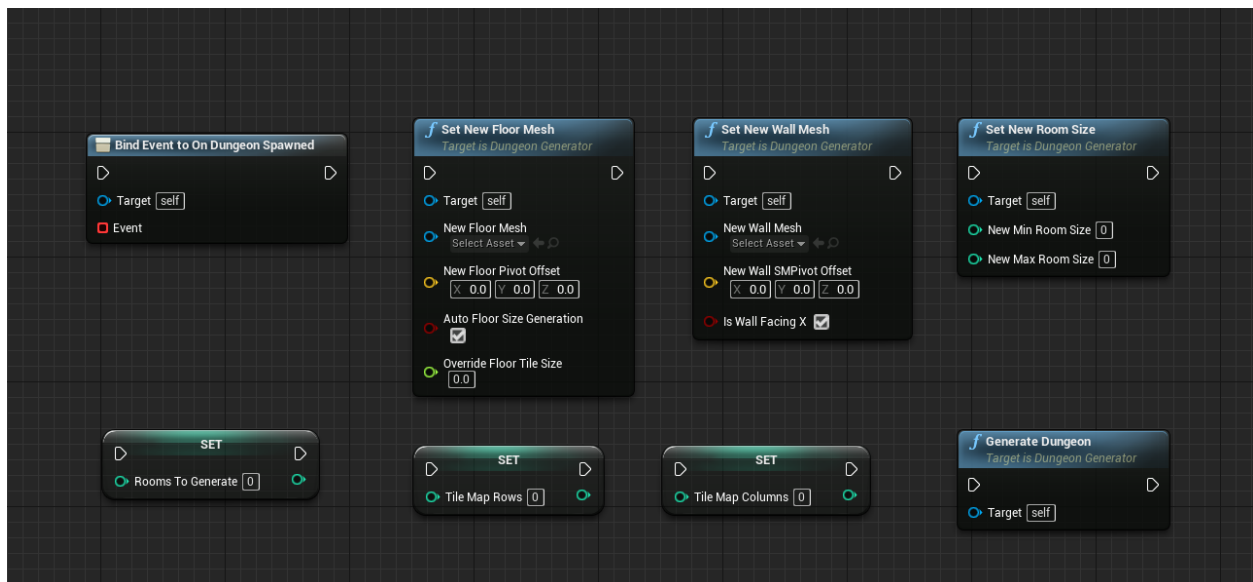 Bind Event to On Dungeon Spawned
Target self
Event
f Set New Floor Mesh
Target is Dungeon Generator
Target self
New Floor Mesh
Select Asset
New Floor Pivot Offset
X 0.0 Y 0.0 Z 0.0
Auto Floor Size Generation
Override Floor Tile Size
0.0
f Set New Wall Mesh
Target is Dungeon Generator
Target self
New Wall Mesh
Select Asset
New Wall SMPivot Offset
X 0.0 Y 0.0 Z 0.0
Is Wall Facing X
f Set New Room Size
Target is Dungeon Generator
Target self
New Min Room Size 0
New Max Room Size 0
SET
Rooms To Generate 0
SET
Tile Map Rows 0
SET
Tile Map Columns 0
f Generate Dungeon
Target is Dungeon Generator
Target self